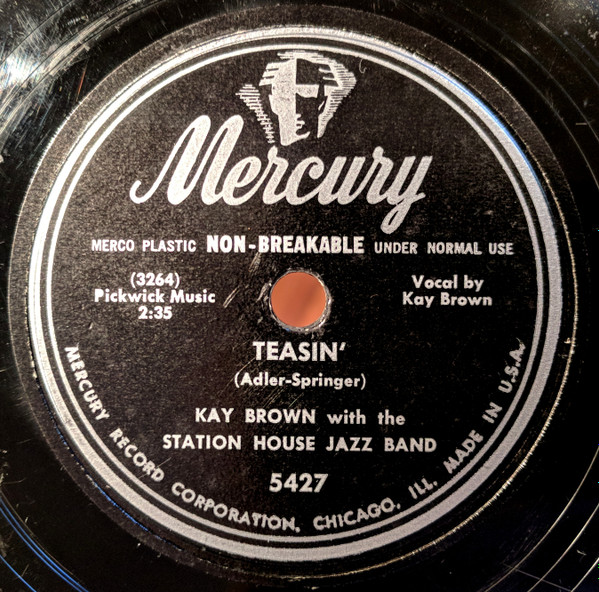 Mercury
MERCO PLASTIC NON-BREAKABLE UNDER NORMAL USE
(3264)
Pickwick Music
2:35
Vocal by
Kay Brown
TEASIN'
(Adler-Springer)
KAY BROWN with the
STATION HOUSE JAZZ BAND
5427
MERCURY RECORD CORPORATION, CHICAGO, ILL. MADE IN U.S.A.